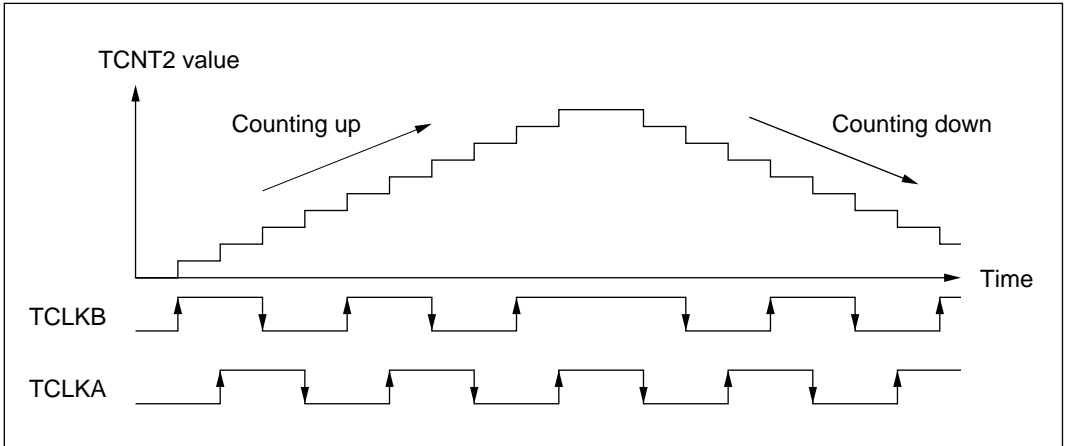 TCNT2 value
Counting up
Counting down
Time
TCLKB
TCLKA